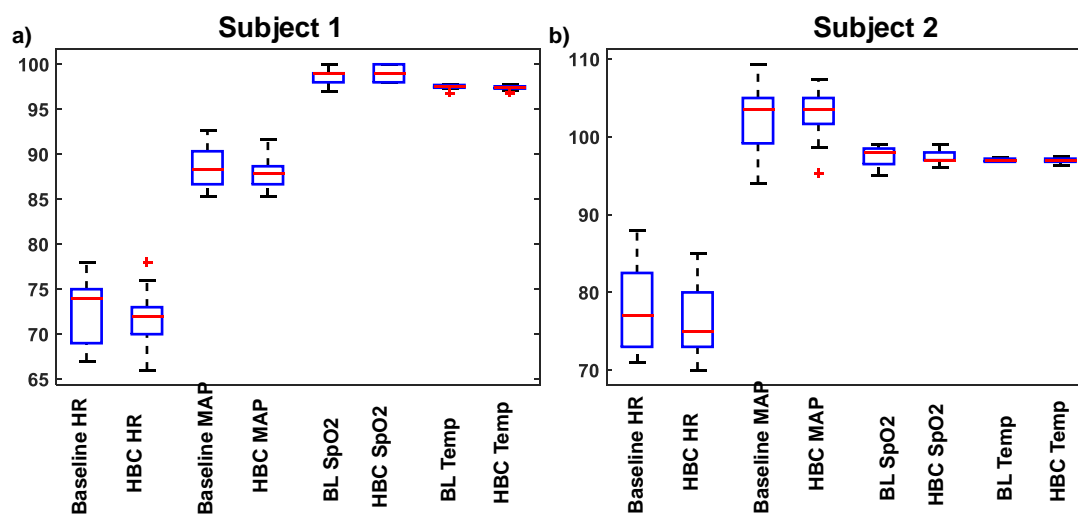 a)
Subject 1
100
95
90
85
80
75
70
65
Baseline HR
HBC HR
Baseline MAP
HBC MAP
BL SpO2
HBC SpO2
BL Temp
HBC Temp
b)
Subject 2
110
100
90
80
70
Baseline HR
HBC HR
Baseline MAP
HBC MAP
BL SpO2
HBC SpO2
BL Temp
HBC Temp